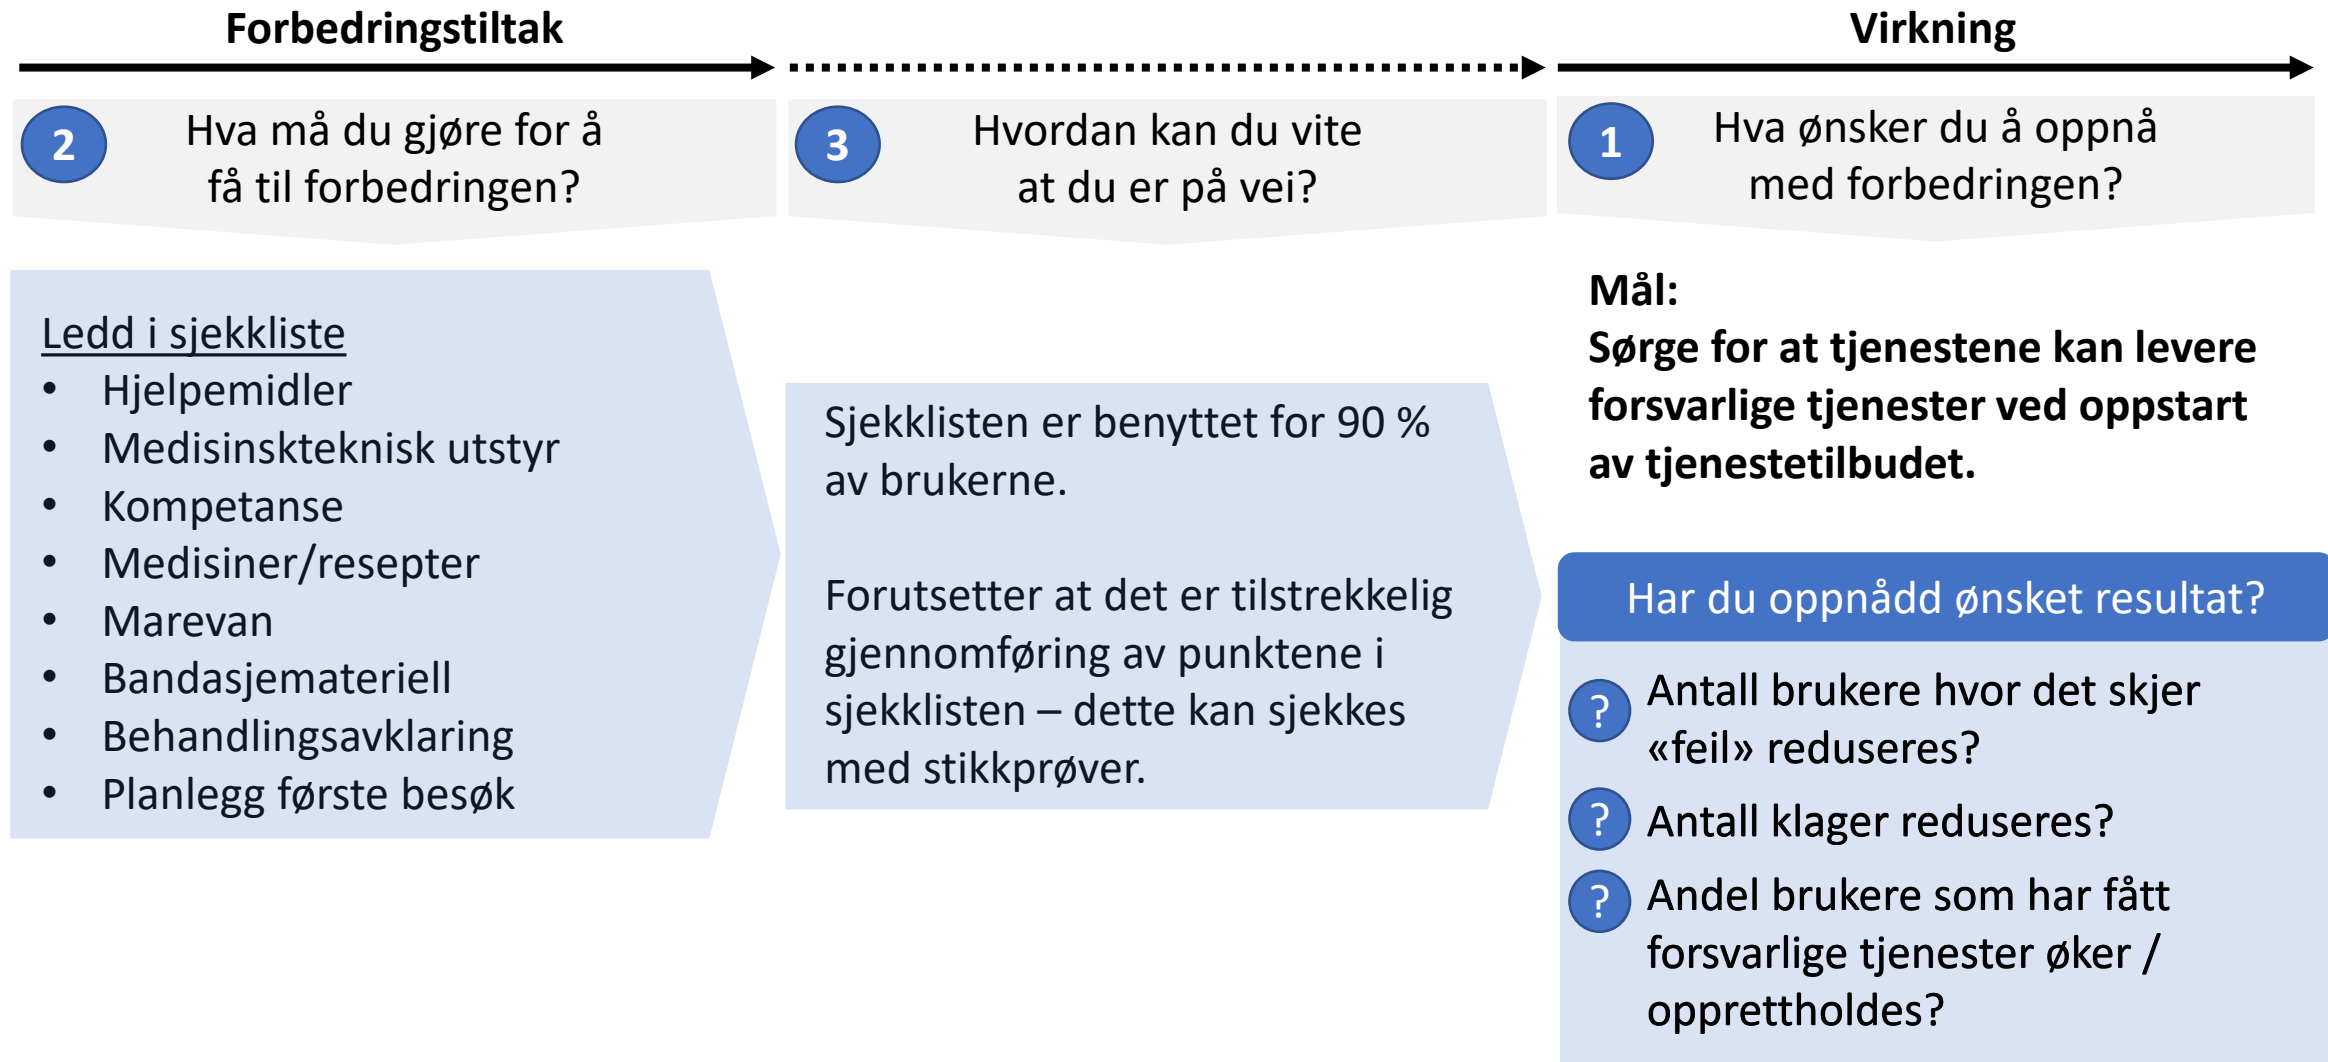 Forbedringstiltak
Virkning
2
Hva må du gjøre for å
få til forbedringen?
3
Hvordan kan du vite
at du er på vei?
1
Hva ønsker du å oppnå
med forbedringen?
Ledd i sjekkliste
• Hjelpemidler
• Medisinskteknisk utstyr
• Kompetanse
• Medisiner/resepter
• Marevan
• Bandasjemateriell
• Behandlingsavklaring
• Planlegg første besøk
Sjekklisten er benyttet for 90 %
av brukerne.
Forutsetter at det er tilstrekkelig
gjennomføring av punktene i
sjekklisten – dette kan sjekkes
med stikkprøver.
Mål:
Sørge for at tjenestene kan levere
forsvarlige tjenester ved oppstart
av tjenestetilbudet.
Har du oppnådd ønsket resultat?
? Antall brukere hvor det skjer
«feil» reduseres?
? Antall klager reduseres?
? Andel brukere som har fått
forsvarlige tjenester øker /
opprettholdes?